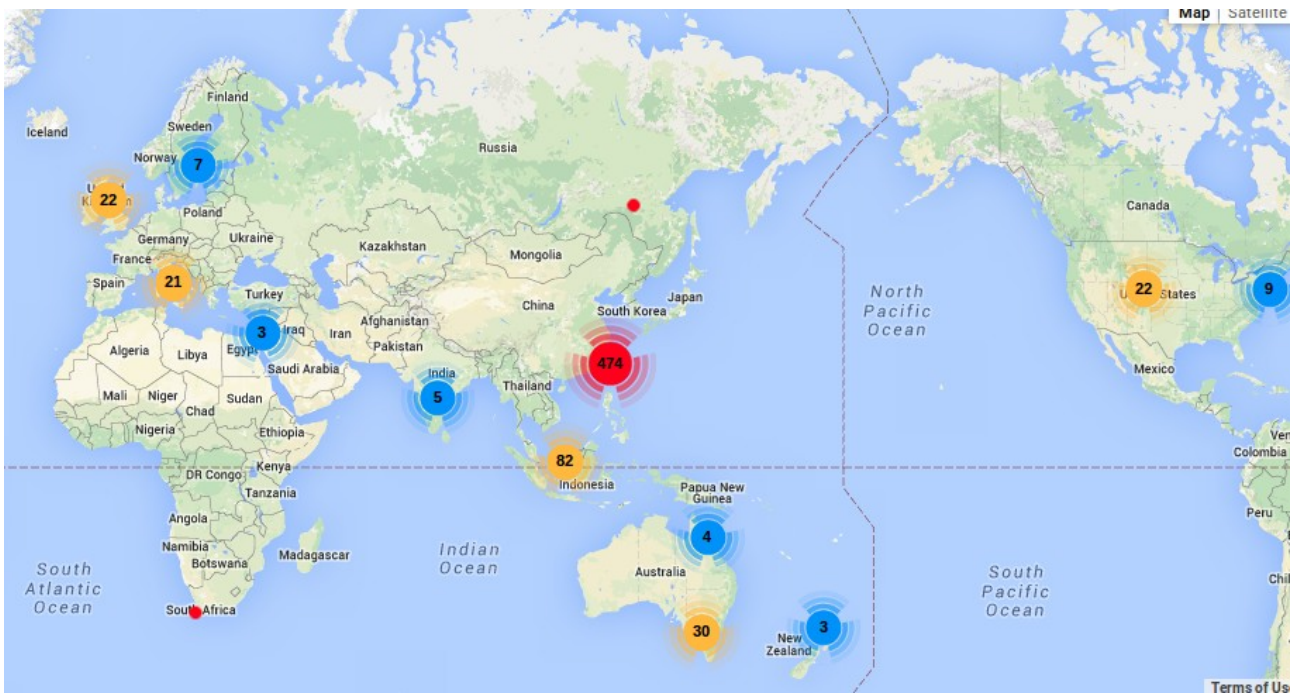 Map | Satellite
Finland
Iceland
Sweden
Norway
7
Russia
22
Canada
Poland
Germany
Ukraine
Kazakhstan
Mongolia
France
21
Spain
Turkey
22
United States
9
North
Pacific
Ocean
Japan
South Korea
China
3
Iraq
Iran
Afghanistan
Pakistan
Algeria
Libya
Egypt
Saudi Arabia
India
474
Mexico
Thailand
5
Mali
Niger
Chad
Sudan
Nigeria
Ethiopia
82
Indonesia
DR Congo
Kenya
Tanzania
Papua New
Guinea
Colombia
Peru
4
Angola
Namibia
Botswana
Madagascar
Indian
Ocean
Australia
South
Atlantic
Ocean
South
Pacific
Ocean
South Africa
30
3
New
Zealand
Terms of Use